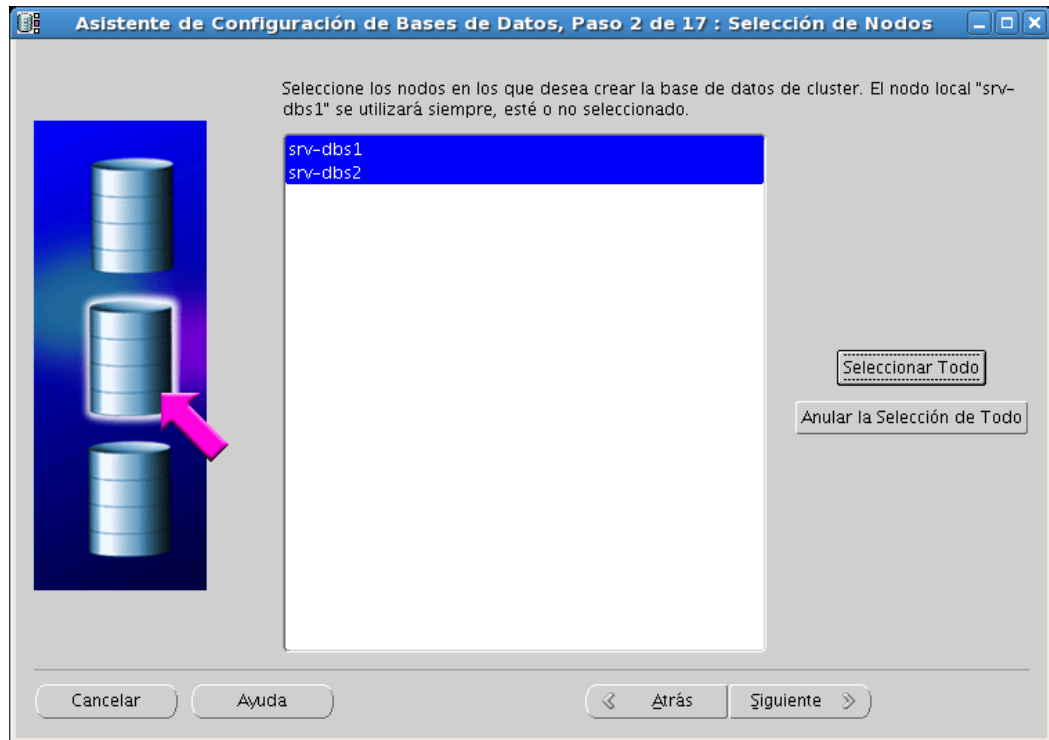 Asistente de Configuración de Bases de Datos, Paso 2 de 17 : Selección de Nodos
Seleccione los nodos en los que desea crear la base de datos de cluster. El nodo local "srv-
dbs1" se utilizará siempre, esté o no seleccionado.
srv-dbs1
srv-dbs2
Seleccionar Todo
Anular la Selección de Todo
Cancelar
Ayuda
Atrás
Siguiente